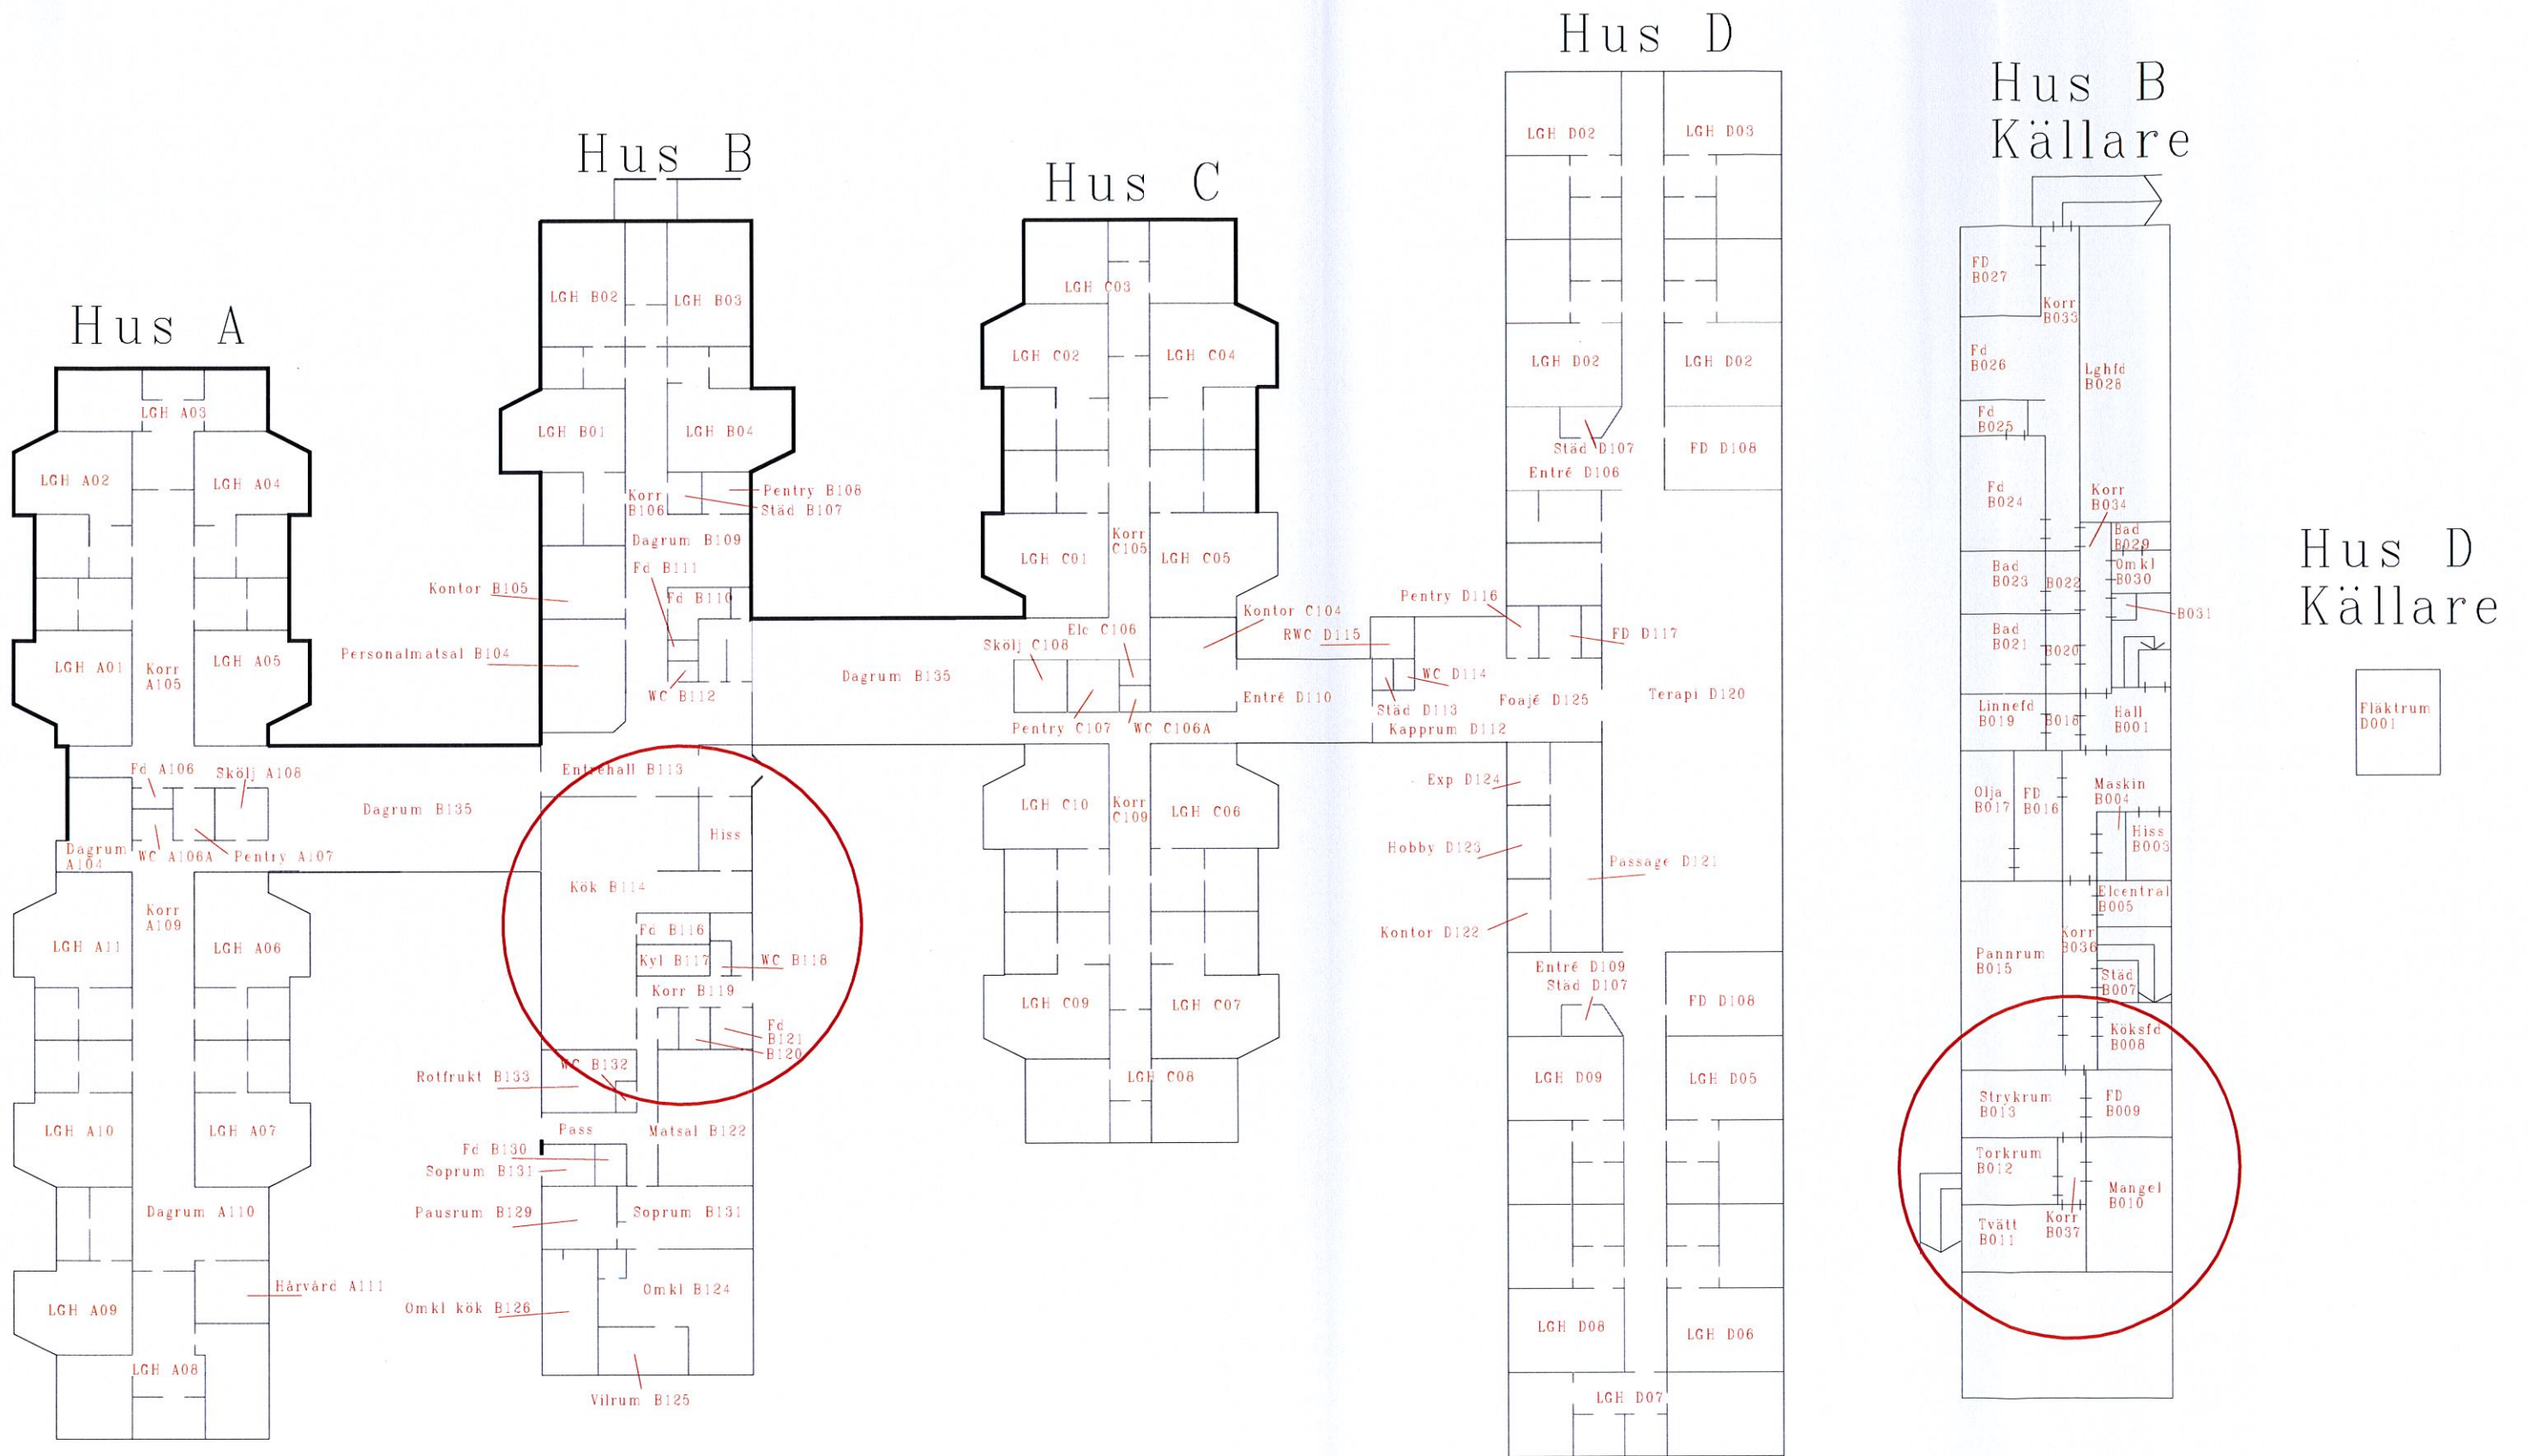 Hus A
LGH A03
LGH A02
LGH A04
LGH A01
Korr
A105
LGH A05
Fd A106
Skölj A108
Dagrum B135
Dagrum
A104
WC A106A
Pentry A107
Korr
A109
LGH A11
LGH A06
LGH A10
LGH A07
Dagrum A110
Hårvård A111
LGH A09
LGH A08
Hus B
LGH B02
LGH B03
LGH B01
LGH B04
Korr
B106
Pentry B108
Städ B107
Dagrum B109
Fd B111
Kontor B105
Fd B110
Personalmatsal B104
WC B112
Entréhall B113
Hiss
Kök B114
Fd B116
Kyl B117
WC B118
Korr B119
Fd
B121
B120
WC B132
Rotfrukt B133
Pass
Matsal B122
Fd B130
Soprum B131
Pausrum B129
Soprum B131
Omkl B124
Omkl kök B126
Vilrum B125
Dagrum B135
Hus C
LGH C03
LGH C02
LGH C04
Korr
C105
LGH C01
LGH C05
Kontor C104
Elc C106
Skölj C108
Pentry C107
WC C106A
Entré D110
LGH C10
Korr
C109
LGH C06
LGH C09
LGH C07
LGH C08
Hus D
LGH D02
LGH D03
LGH D02
LGH D02
Städ D107
FD D108
Entré D106
Pentry D116
RWC D115
FD D117
WC D114
Städ D113
Foajé D125
Terapi D120
Kapprum D112
Exp D124
Hobby D123
Passage D121
Kontor D122
Entré D109
Städ D107
FD D108
LGH D09
LGH D05
LGH D08
LGH D06
LGH D07
Hus B
Källare
FD
B027
Korr
B033
Fd
B026
Lghfd
B028
Fd
B025
Fd
B024
Korr
B034
Bad
B029
Bad
B023
B022
Omkl
B030
B031
Bad
B021
B020
Linnefd
B019
B018
Hall
B001
Olja
B017
FD
B016
Maskin
B004
Hiss
B003
Elcentral
B005
Korr
B036
Pannrum
B015
Städ
B007
Köksfd
B008
Strykrum
B013
FD
B009
Torkrum
B012
Mangel
B010
Tvätt
B011
Korr
B037
Hus D
Källare
Fläktrum
D001